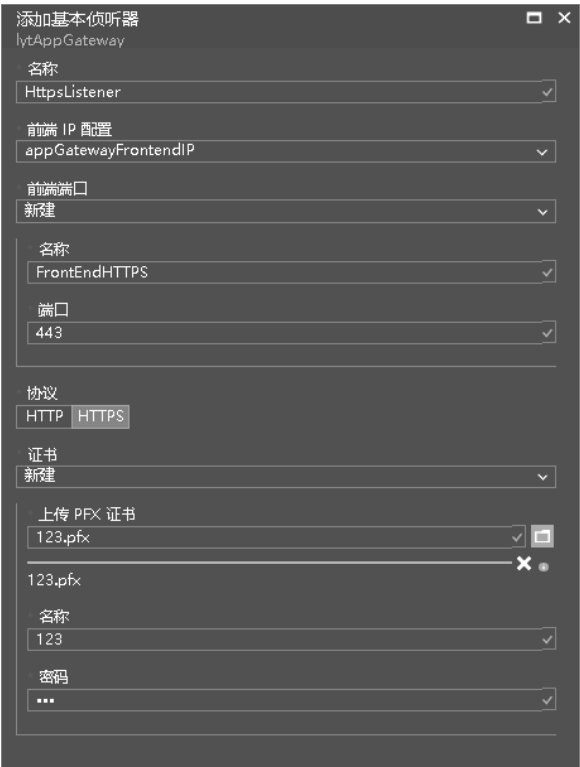 添加基本侦听器
lytAppGateway
名称
HttpsListener
前端 IP 配置
appGatewayFrontendIP
前端端口
新建
名称
FrontEndHTTPS
端口
443
协议
HTTP HTTPS
证书
新建
上传 PFX 证书
123.pfx
123.pfx
名称
123
密码
•••